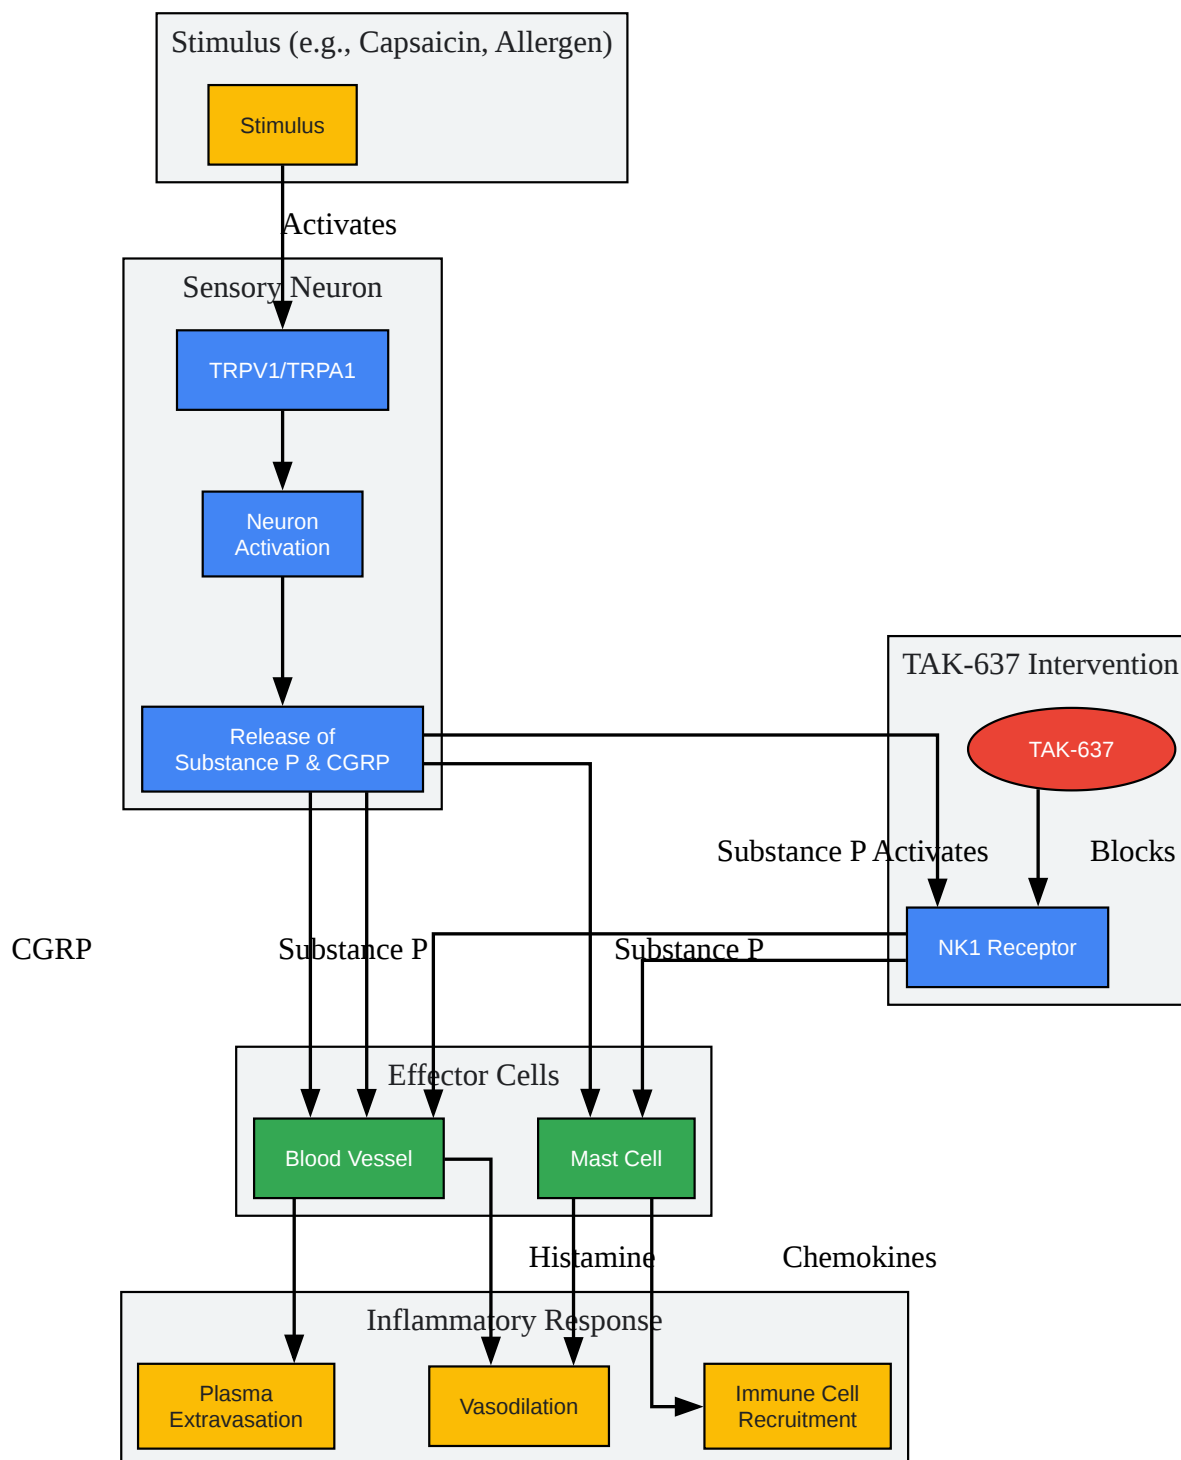 Stimulus (e.g., Capsaicin, Allergen)
Stimulus
Activates
Sensory Neuron
TRPV1/TRPA1
Neuron
Activation
Release of
Substance P & CGRP
TAK-637 Intervention
TAK-637
Substance P Activates
Blocks
CGRP
Substance P
Substance P
NK1 Receptor
Effector Cells
Blood Vessel
Mast Cell
Histamine
Chemokines
Inflammatory Response
Plasma
Extravasation
Vasodilation
Immune Cell
Recruitment